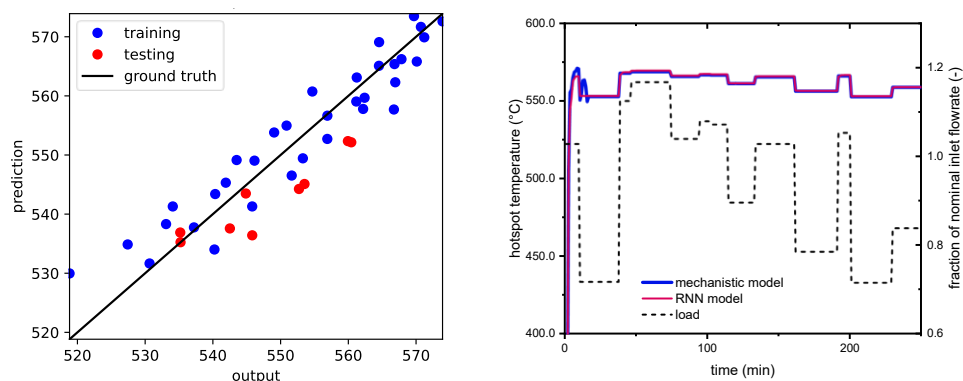 training
testing
ground truth
570
560
550
540
530
520
prediction
520
530
540
550
560
570
output
600.0
550.0
500.0
450.0
400.0
hotspot temperature (°C)
mechanistic model
RNN model
load
1.2
1.0
0.8
0.6
fraction of nominal inlet flowrate (-)
0
100
200
time (min)